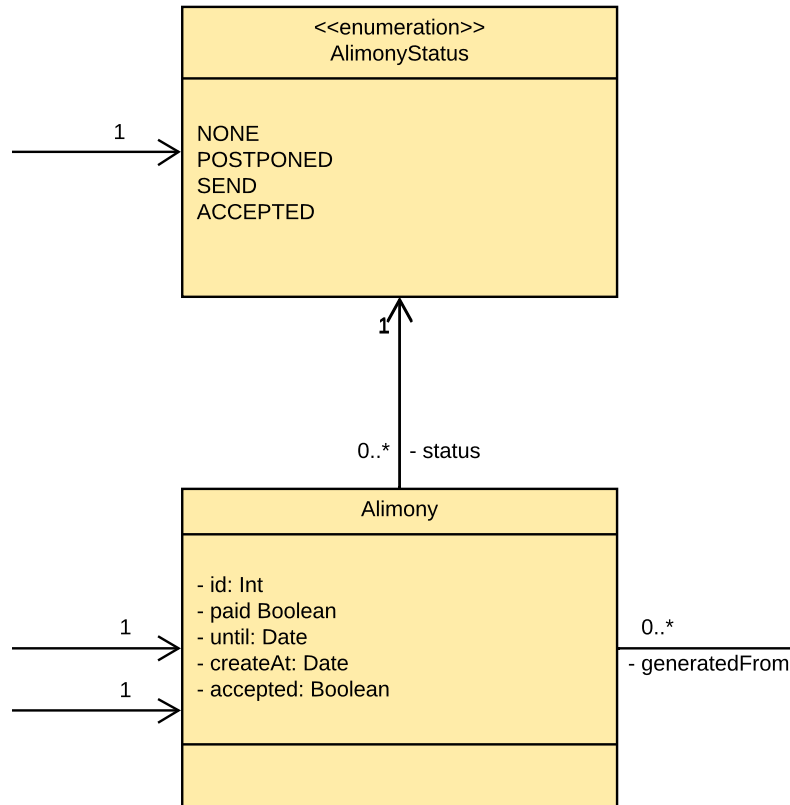 <<enumeration>>
AlimonyStatus
1
NONE
POSTPONED
SEND
ACCEPTED
1
0..* - status
Alimony
- id: Int
- paid Boolean
1
0..*
- until: Date
- createAt: Date
- generatedFrom
1
- accepted: Boolean